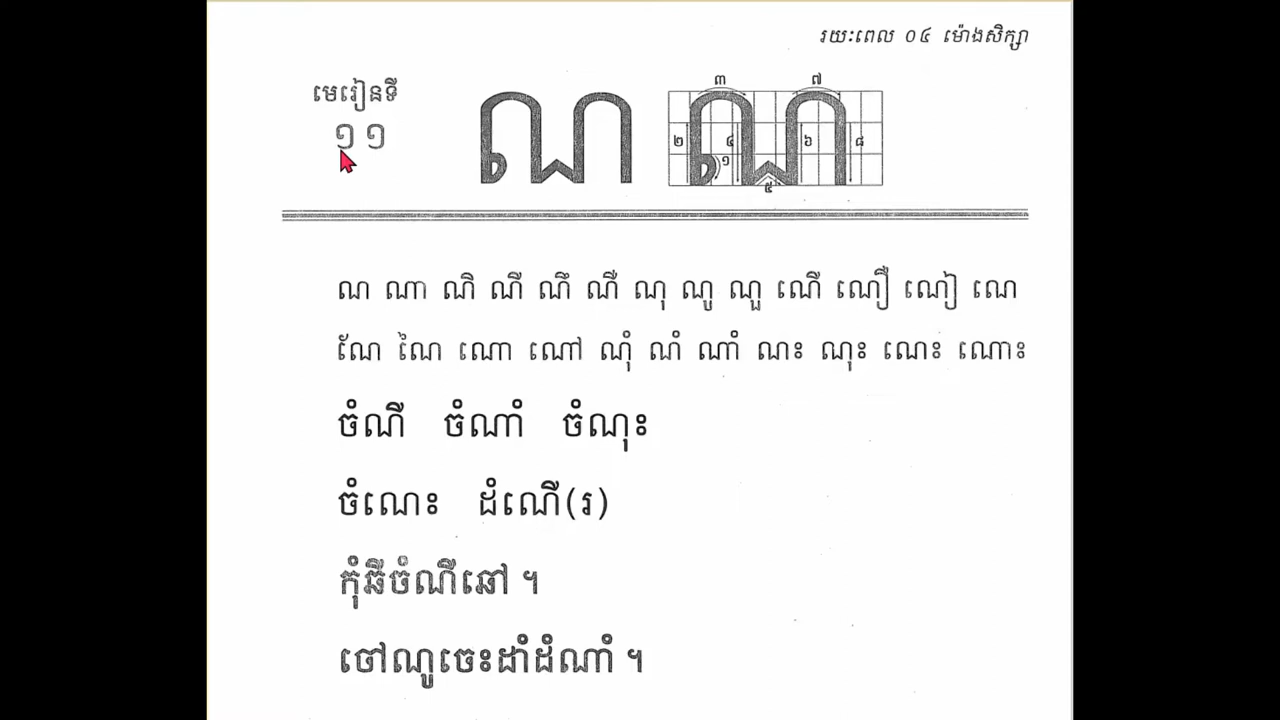 រយៈពេល ០៤ ម៉ោងសិក្សា
មេរៀនទី
១១
ណ ណ
៣ ៧
២ ៤ ១ ៦ ៨
៥
ណ ណា ណិ ណី ណឹ ណឺ ណុ ណូ ណួ ណើ ណឿ ណៀ ណេ
ណែ ណៃ ណោ ណៅ ណុំ ណំ ណាំ ណះ ណុះ ណេះ ណោះ
ចំណី ចំណាំ ចំណុះ
ចំណេះ ដំណើ(រ)
កុំឆីចំណីឆៅ ។
ចៅណូចេះដាំដំណាំ ។